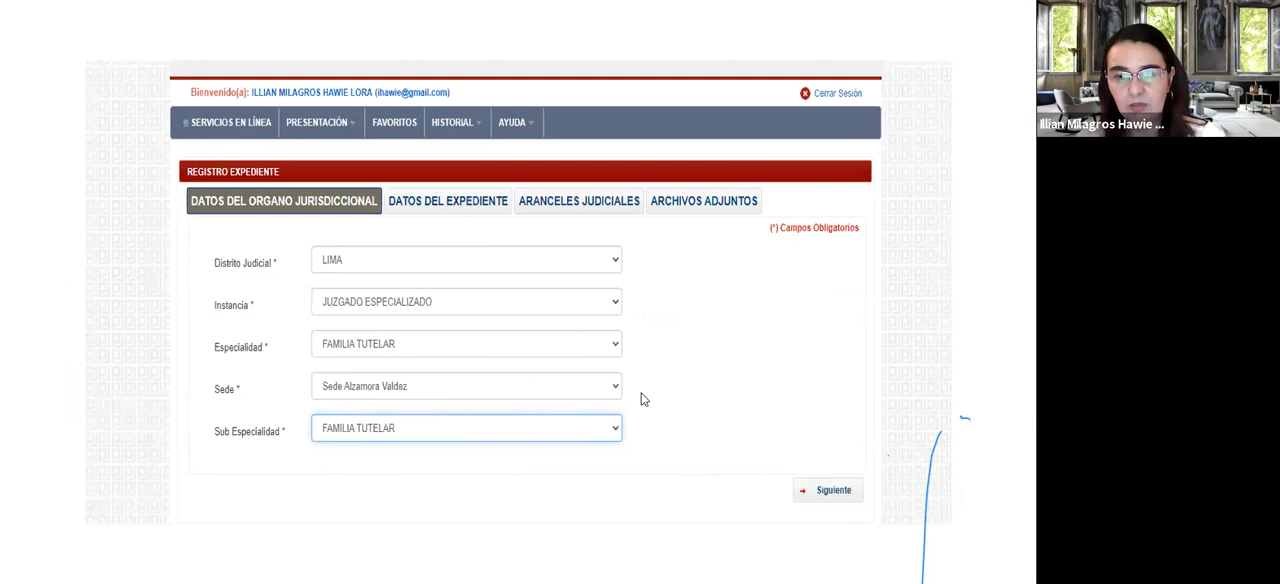 Bienvenido(a): ILLIAN MILAGROS HAWIE LORA (ihawie@gmail.com)
Cerrar Sesión
SERVICIOS EN LÍNEA
PRESENTACIÓN
FAVORITOS
HISTORIAL
AYUDA
REGISTRO EXPEDIENTE
DATOS DEL ORGANO JURISDICCIONAL
DATOS DEL EXPEDIENTE
ARANCELES JUDICIALES
ARCHIVOS ADJUNTOS
(*) Campos Obligatorios
Distrito Judicial *
LIMA
Instancia *
JUZGADO ESPECIALIZADO
Especialidad *
FAMILIA TUTELAR
Sede *
Sede Alzamora Valdez
Sub Especialidad *
FAMILIA TUTELAR
Siguiente
Illian Milagros Hawie ...